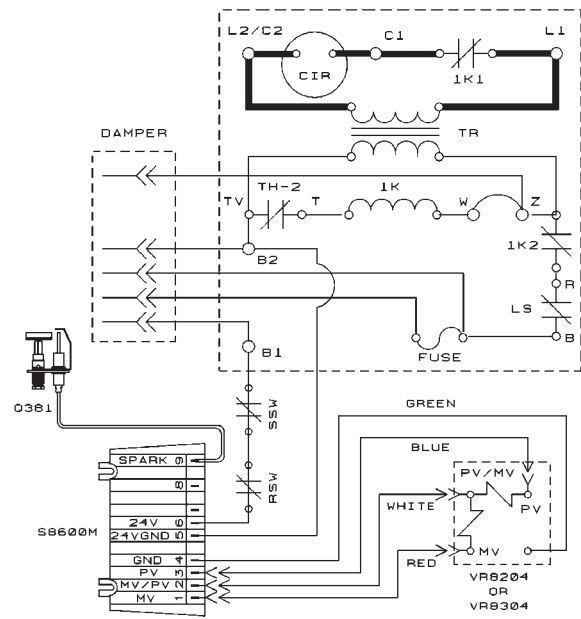 L2/C2
C1
L1
CIR
1K1
TR
DAMPER
TV
TH-2
T
1K
W
Z
1K2
B2
R
LS
B
FUSE
B1
Q381
SSW
GREEN
BLUE
SPARK 9
8
RSW
WHITE
PV/MV
PV
S8600M
24V 6
24VGND 5
GND 4
PV 3
MV/PV 2
MV 1
RED
MV
VR8204
OR
VR8304